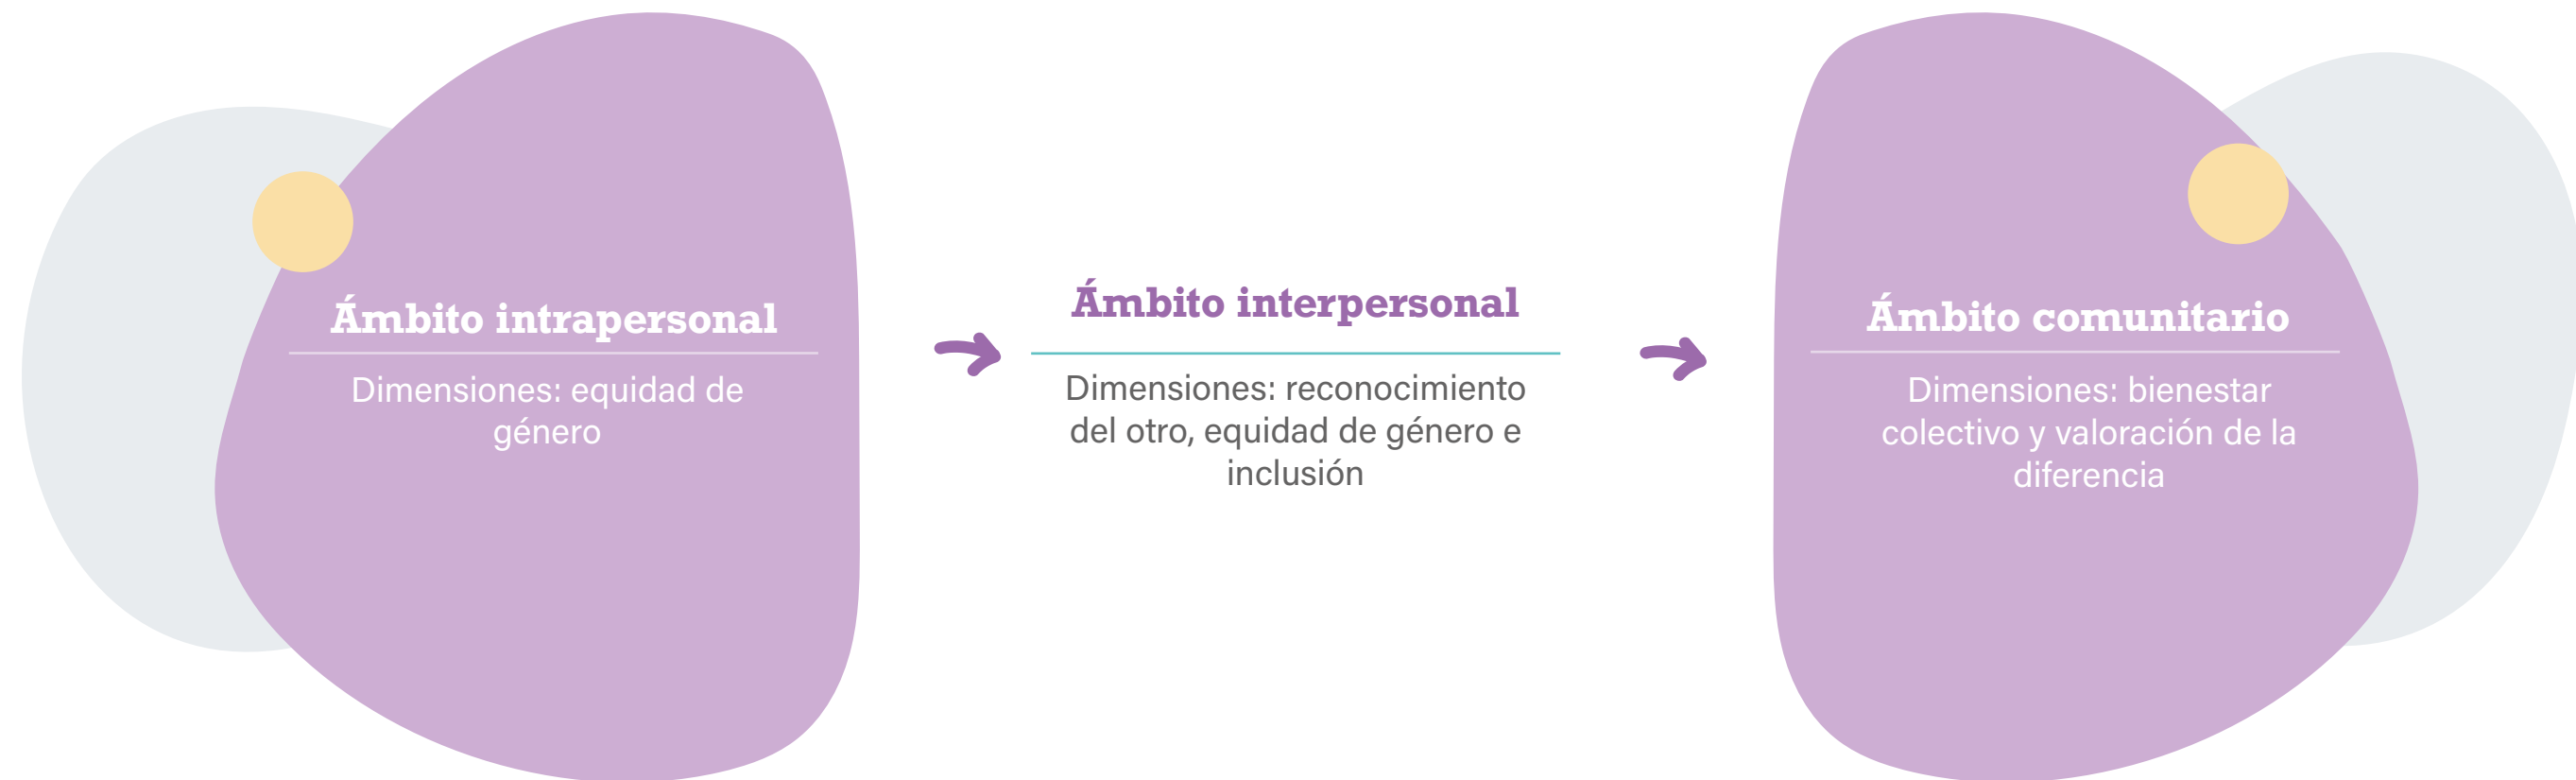 Ámbito intrapersonal
Dimensiones: equidad de
género
Ámbito interpersonal
Dimensiones: reconocimiento
del otro, equidad de género e
inclusión
Ámbito comunitario
Dimensiones: bienestar
colectivo y valoración de la
diferencia